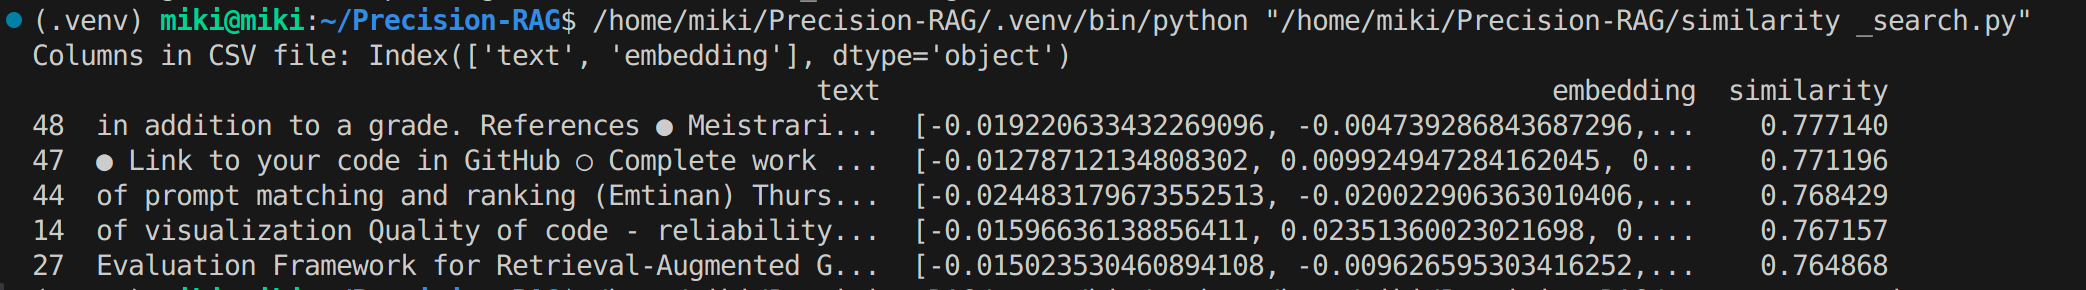 (.venv) miki@miki:~/Precision-RAG$ /home/miki/Precision-RAG/.venv/bin/python "/home/miki/Precision-RAG/similarity _search.py"
Columns in CSV file: Index(['text', 'embedding'], dtype='object')
text embedding similarity
48 in addition to a grade. References ● Meistrari... [-0.019220633432269096, -0.004739286843687296,... 0.777140
47 ● Link to your code in GitHub ○ Complete work ... [-0.01278712134808302, 0.009924947284162045, 0... 0.771196
44 of prompt matching and ranking (Emtinan) Thurs... [-0.024483179673552513, -0.020022906363010406,... 0.768429
14 of visualization Quality of code - reliability... [-0.01596636138856411, 0.02351360023021698, 0.... 0.767157
27 Evaluation Framework for Retrieval-Augmented G... [-0.015023530460894108, -0.009626595303416252,... 0.764868